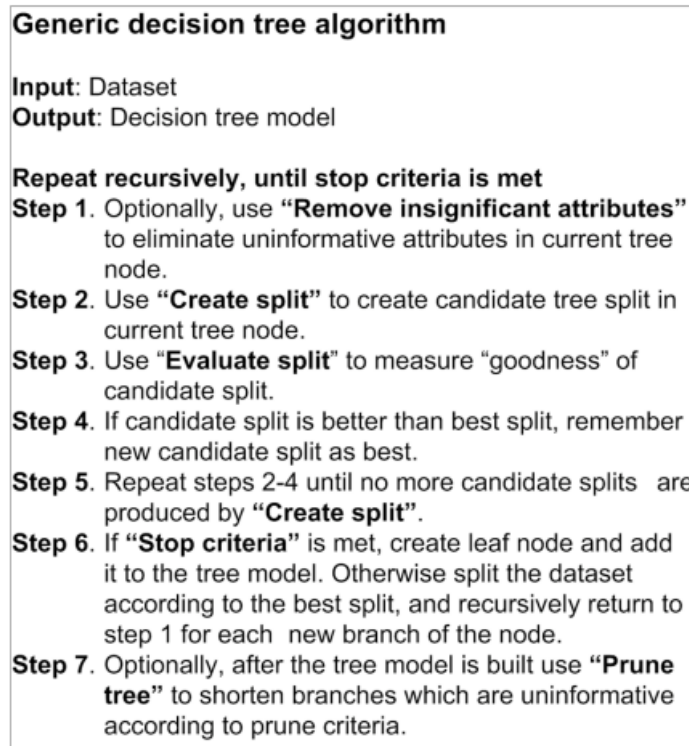 Generic decision tree algorithm
Input: Dataset
Output: Decision tree model
Repeat recursively, until stop criteria is met
Step 1. Optionally, use “Remove insignificant attributes”
to eliminate uninformative attributes in current tree
node.
Step 2. Use “Create split” to create candidate tree split in
current tree node.
Step 3. Use “Evaluate split” to measure “goodness” of
candidate split.
Step 4. If candidate split is better than best split, remember
new candidate split as best.
Step 5. Repeat steps 2-4 until no more candidate splits are
produced by “Create split”.
Step 6. If “Stop criteria” is met, create leaf node and add
it to the tree model. Otherwise split the dataset
according to the best split, and recursively return to
step 1 for each new branch of the node.
Step 7. Optionally, after the tree model is built use “Prune
tree” to shorten branches which are uninformative
according to prune criteria.